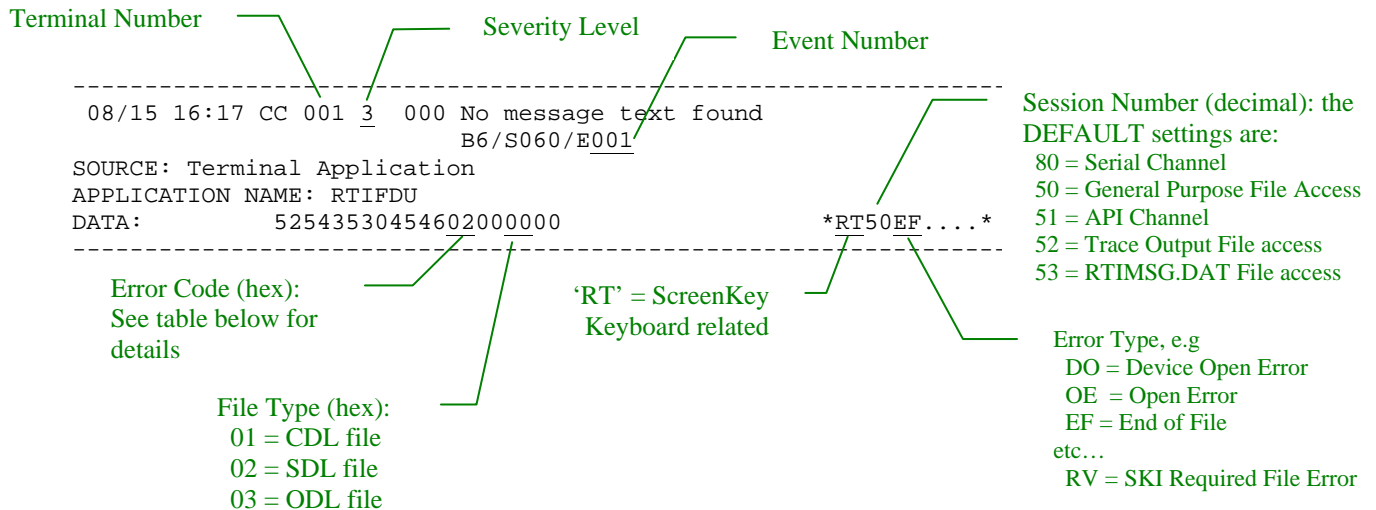 Terminal Number
Severity Level
Event Number
--------------------------------------------------------------------
08/15 16:17 CC 001 3 000 No message text found
B6/S060/E001
SOURCE: Terminal Application
APPLICATION NAME: RTIFDU
DATA: 52543530454602000000 *RT50EF....*
--------------------------------------------------------------------
Session Number (decimal): the
DEFAULT settings are:
80 = Serial Channel
50 = General Purpose File Access
51 = API Channel
52 = Trace Output File access
53 = RTIMSG.DAT File access
Error Code (hex):
See table below for
details
‘RT’ = ScreenKey
Keyboard related
Error Type, e.g
DO = Device Open Error
OE = Open Error
EF = End of File
etc…
RV = SKI Required File Error
File Type (hex):
01 = CDL file
02 = SDL file
03 = ODL file